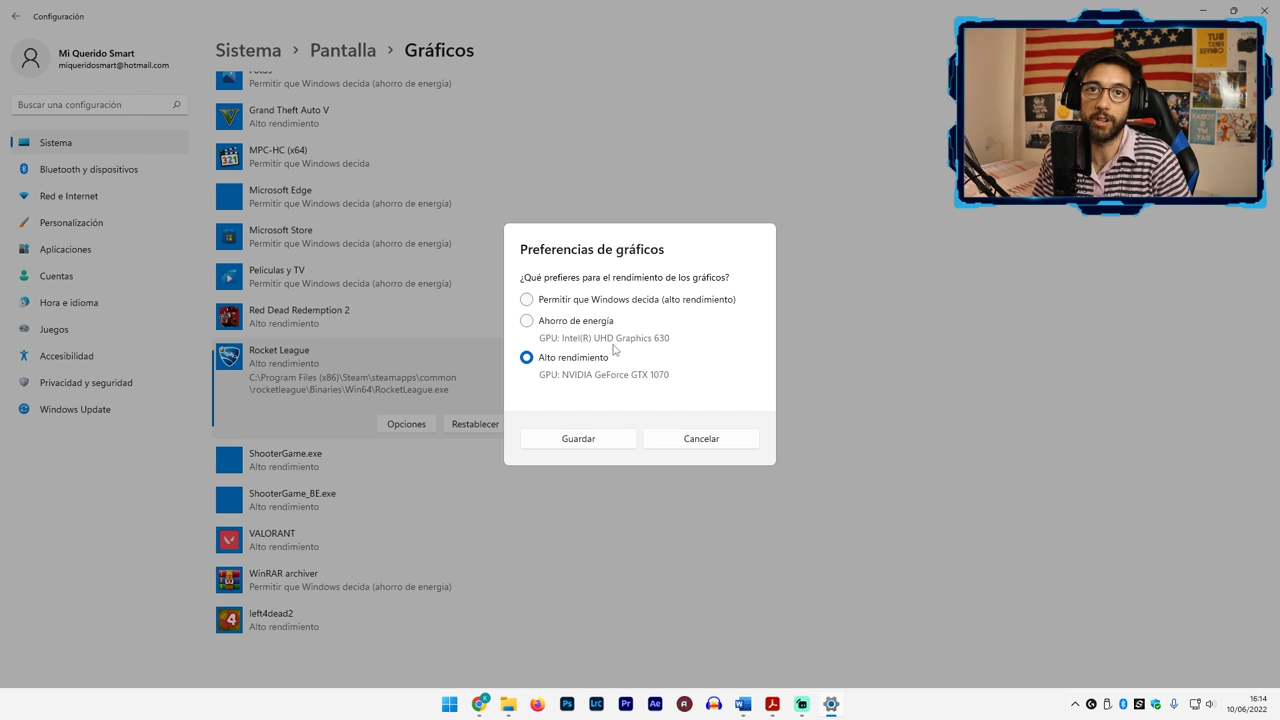 Configuración
Mi Querido Smart
miqueridosmart@hotmail.com
Buscar una configuración
Sistema
Bluetooth y dispositivos
Red e Internet
Personalización
Aplicaciones
Cuentas
Hora e idioma
Juegos
Accesibilidad
Privacidad y seguridad
Windows Update
Sistema > Pantalla > Gráficos
Fotos
Permitir que Windows decida (ahorro de energía)
Grand Theft Auto V
Alto rendimiento
MPC-HC (x64)
Permitir que Windows decida
Microsoft Edge
Permitir que Windows decida (ahorro de energía)
Microsoft Store
Permitir que Windows decida (ahorro de energía)
Películas y TV
Permitir que Windows decida (ahorro de energía)
Red Dead Redemption 2
Alto rendimiento
Rocket League
Alto rendimiento
C:\Program Files (x86)\Steam\steamapps\common
\rocketleague\Binaries\Win64\RocketLeague.exe
Opciones
Restablecer
ShooterGame.exe
Alto rendimiento
ShooterGame_BE.exe
Alto rendimiento
VALORANT
Alto rendimiento
WinRAR archiver
Permitir que Windows decida (ahorro de energía)
left4dead2
Alto rendimiento
Preferencias de gráficos
¿Qué prefieres para el rendimiento de los gráficos?
Permitir que Windows decida (alto rendimiento)
Ahorro de energía
GPU: Intel(R) UHD Graphics 630
Alto rendimiento
GPU: NVIDIA GeForce GTX 1070
Guardar
Cancelar
BUT
FIRST
COFFEE
16:14
10/06/2022